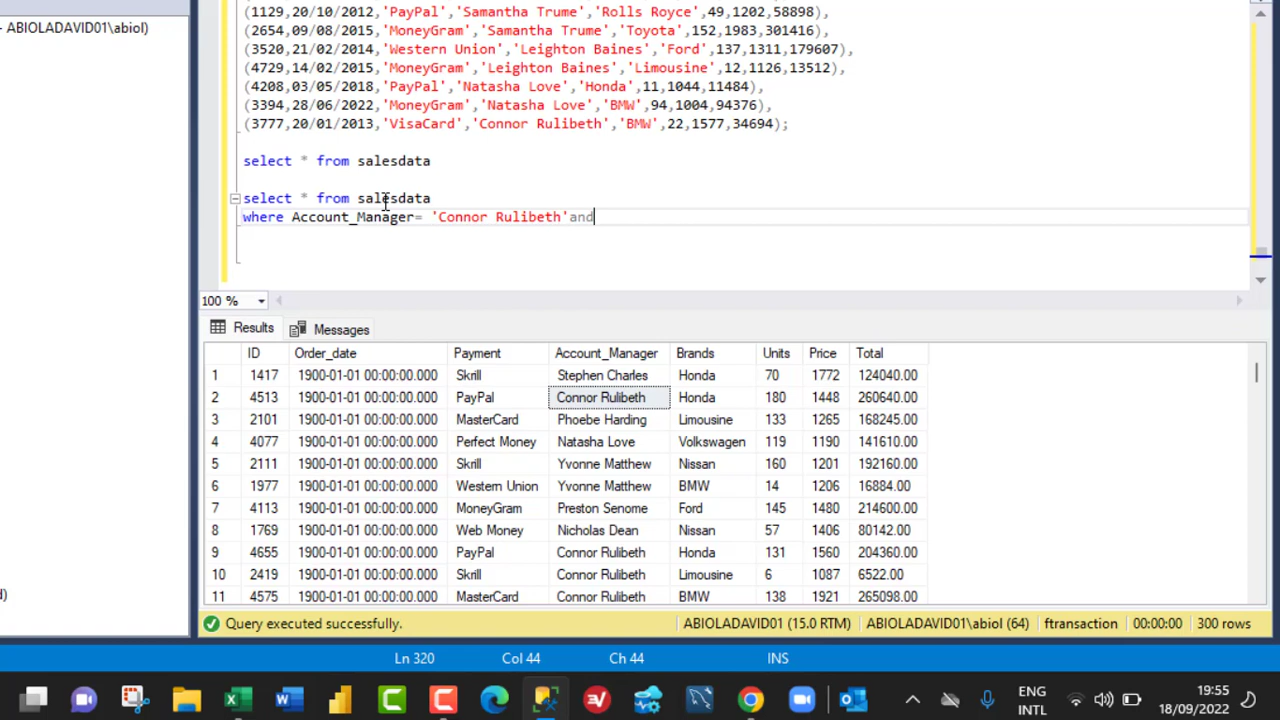 - ABIOLADAVID01\abiol)
(1129,20/10/2012,'PayPal','Samantha Trume','Rolls Royce',49,1202,58898),
(2654,09/08/2015,'MoneyGram','Samantha Trume','Toyota',152,1983,301416),
(3520,21/02/2014,'Western Union','Leighton Baines','Ford',137,1311,179607),
(4729,14/02/2015,'MoneyGram','Leighton Baines','Limousine',12,1126,13512),
(4208,03/05/2018,'PayPal','Natasha Love','Honda',11,1044,11484),
(3394,28/06/2022,'MoneyGram','Natasha Love','BMW',94,1004,94376),
(3777,20/01/2013,'VisaCard','Connor Rulibeth','BMW',22,1577,34694);
select * from salesdata
select * from salesdata
where Account_Manager= 'Connor Rulibeth'and
100 %
Results Messages
ID Order_date Payment Account_Manager Brands Units Price Total
1 1417 1900-01-01 00:00:00.000 Skrill Stephen Charles Honda 70 1772 124040.00
2 4513 1900-01-01 00:00:00.000 PayPal Connor Rulibeth Honda 180 1448 260640.00
3 2101 1900-01-01 00:00:00.000 MasterCard Phoebe Harding Limousine 133 1265 168245.00
4 4077 1900-01-01 00:00:00.000 Perfect Money Natasha Love Volkswagen 119 1190 141610.00
5 2111 1900-01-01 00:00:00.000 Skrill Yvonne Matthew Nissan 160 1201 192160.00
6 1977 1900-01-01 00:00:00.000 Western Union Yvonne Matthew BMW 14 1206 16884.00
7 4113 1900-01-01 00:00:00.000 MoneyGram Preston Senome Ford 145 1480 214600.00
8 1769 1900-01-01 00:00:00.000 Web Money Nicholas Dean Nissan 57 1406 80142.00
9 4655 1900-01-01 00:00:00.000 PayPal Connor Rulibeth Honda 131 1560 204360.00
10 2419 1900-01-01 00:00:00.000 Skrill Connor Rulibeth Limousine 6 1087 6522.00
11 4575 1900-01-01 00:00:00.000 MasterCard Connor Rulibeth BMW 138 1921 265098.00
d)
Query executed successfully. ABIOLADAVID01 (15.0 RTM) ABIOLADAVID01\abiol (64) ftransaction 00:00:00 300 rows
Ln 320 Col 44 Ch 44 INS
ENG 19:55
INTL 18/09/2022